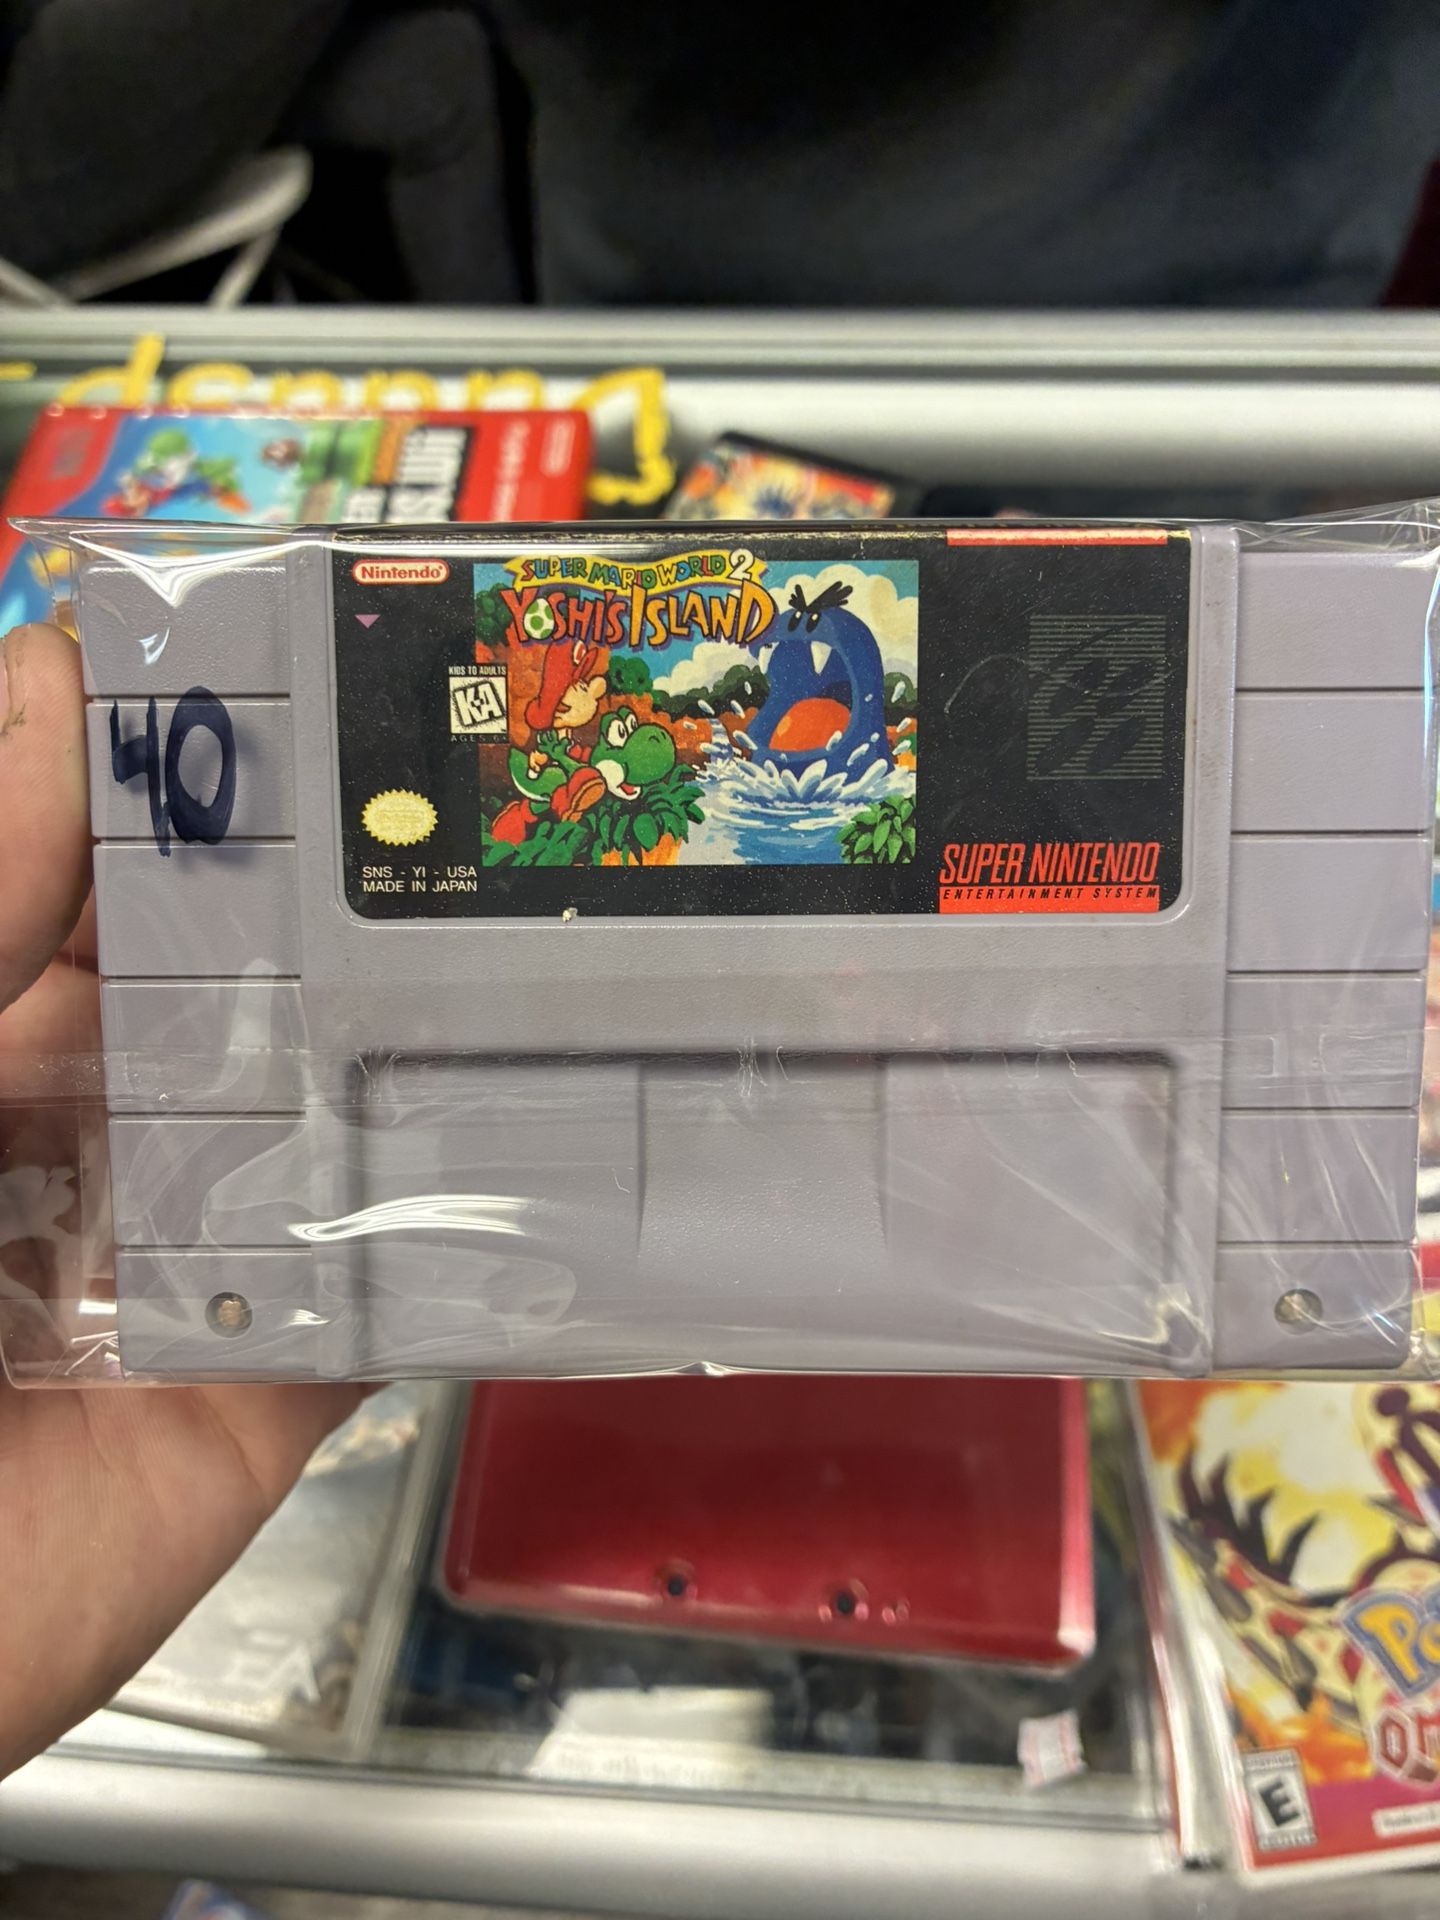 Nintendo
SUPER MARIO WORLD 2
YOSHI'S ISLAND
KIDS TO ADULTS
K-A
AGES 6+
40
SNS - YI - USA
MADE IN JAPAN
SUPER NINTENDO
ENTERTAINMENT SYSTEM
EA
E